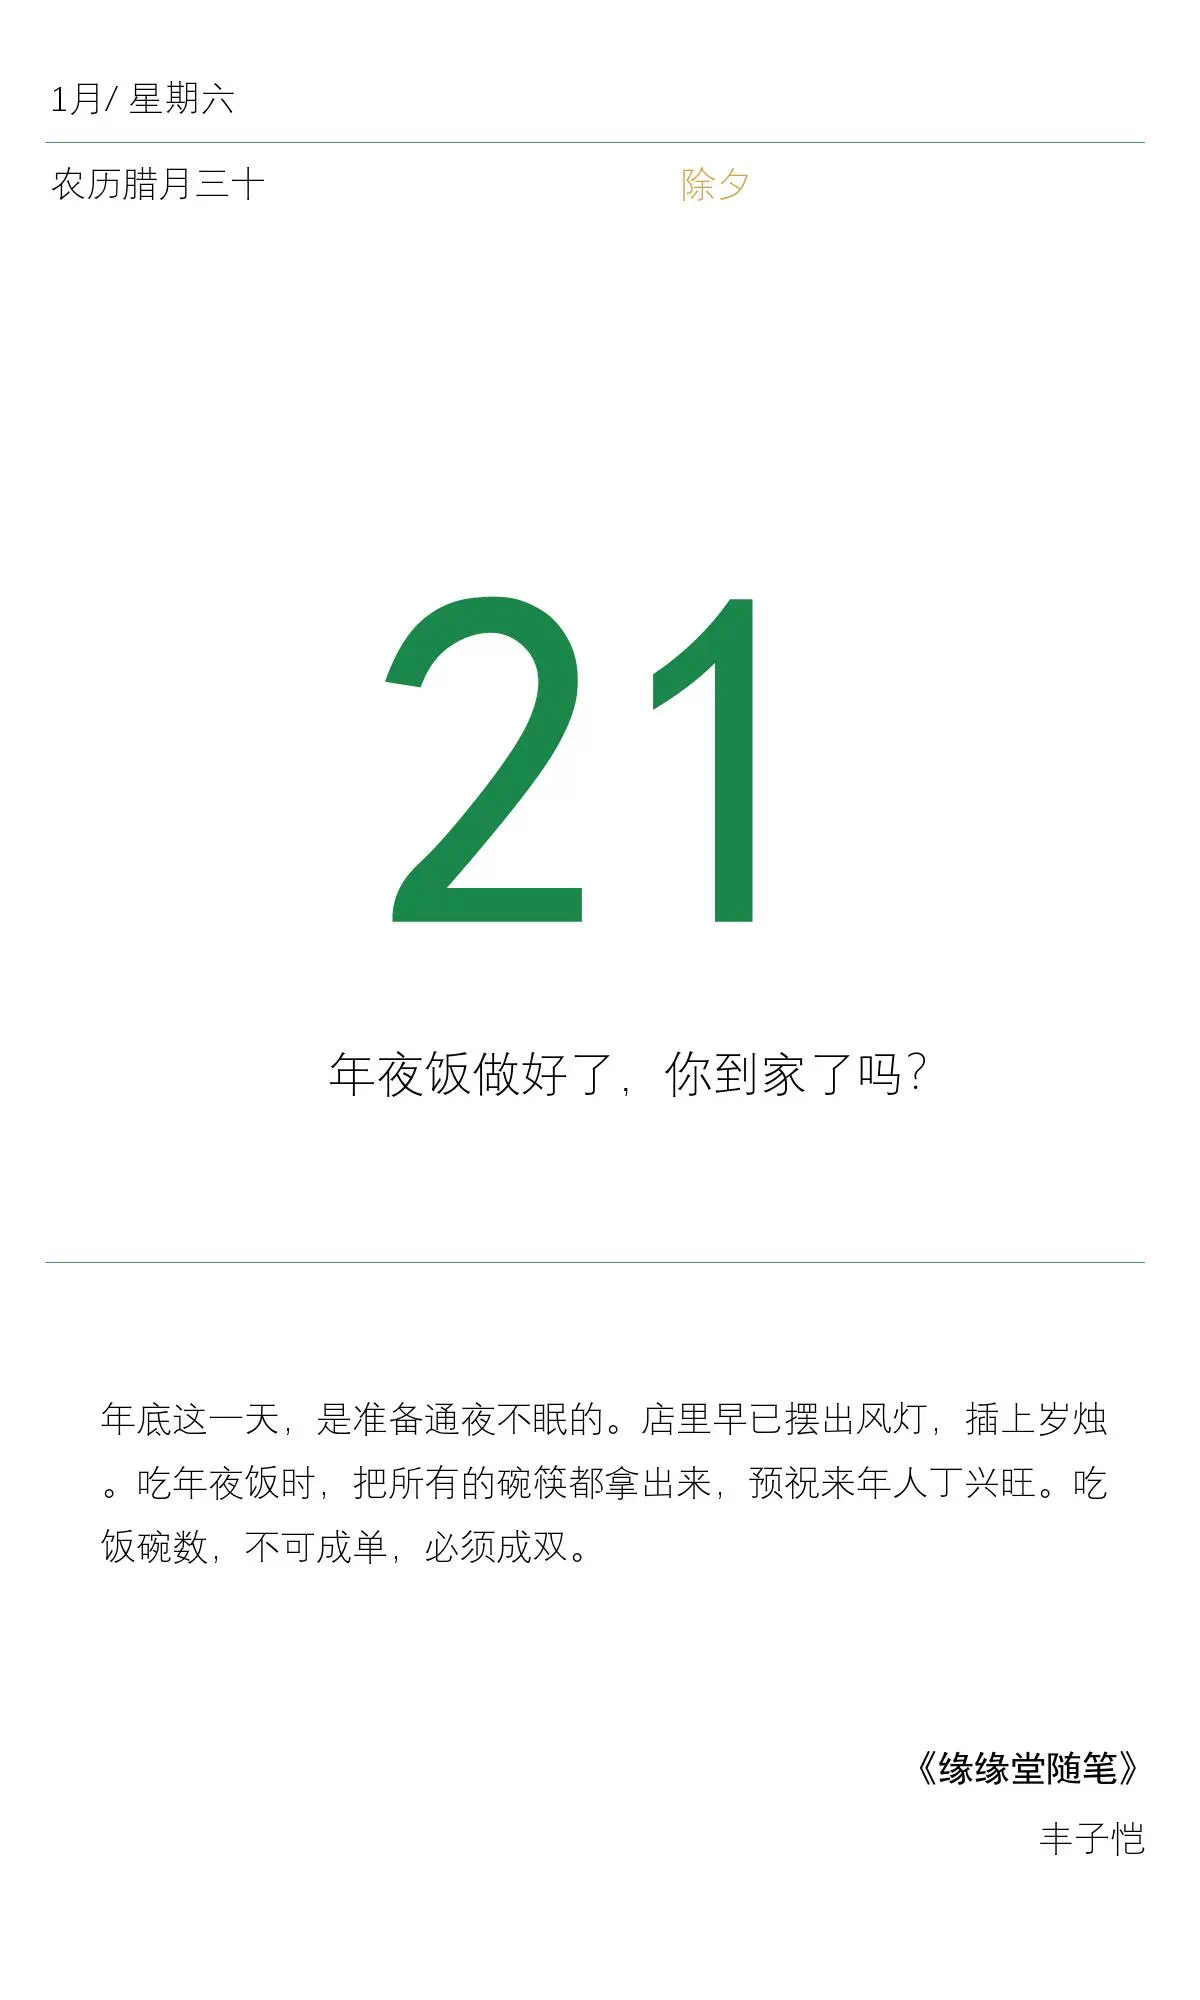 1月/ 星期六
农历腊月三十
除夕
21
年夜饭做好了，你到家了吗？
年底这一天，是准备通夜不眠的。店里早已摆出风灯，插上岁烛
。吃年夜饭时，把所有的碗筷都拿出来，预祝来年人丁兴旺。吃
饭碗数，不可成单，必须成双。
《缘缘堂随笔》
丰子恺